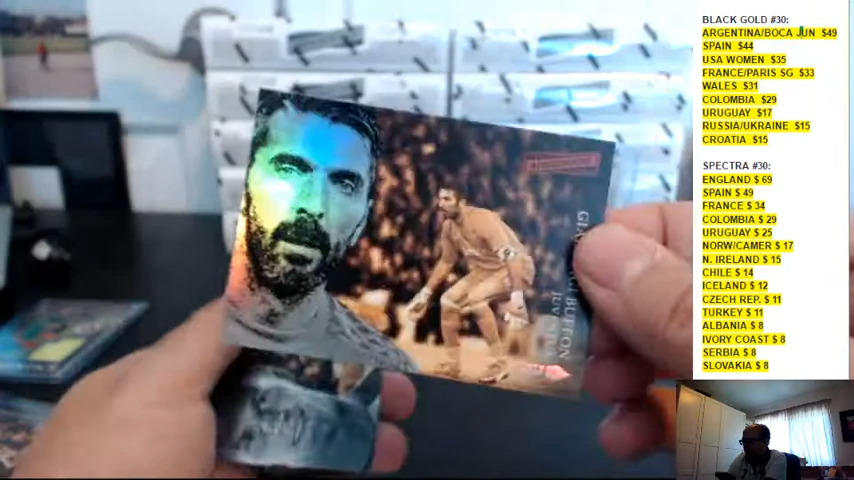 BLACK GOLD #30:
ARGENTINA/BOCA JUN $49
SPAIN $44
USA WOMEN $35
FRANCE/PARIS SG $33
WALES $31
COLOMBIA $29
URUGUAY $17
RUSSIA/UKRAINE $15
CROATIA $15
SPECTRA #30:
ENGLAND $ 69
SPAIN $ 49
FRANCE $ 34
COLOMBIA $ 29
URUGUAY $ 25
NORW/CAMER $ 17
N. IRELAND $ 15
CHILE $ 14
ICELAND $ 12
CZECH REP. $ 11
TURKEY $ 11
ALBANIA $ 8
IVORY COAST $ 8
SERBIA $ 8
SLOVAKIA $ 8